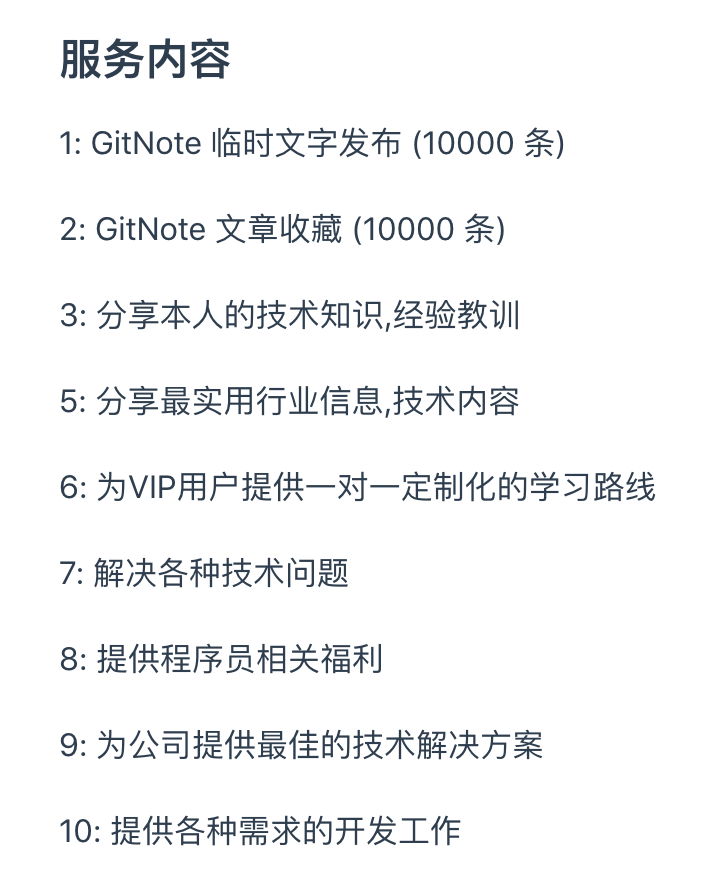 服务内容
1: GitNote 临时文字发布 (10000 条)
2: GitNote 文章收藏 (10000 条)
3: 分享本人的技术知识,经验教训
5: 分享最实用行业信息,技术内容
6: 为VIP用户提供一对一定制化的学习路线
7: 解决各种技术问题
8: 提供程序员相关福利
9: 为公司提供最佳的技术解决方案
10: 提供各种需求的开发工作